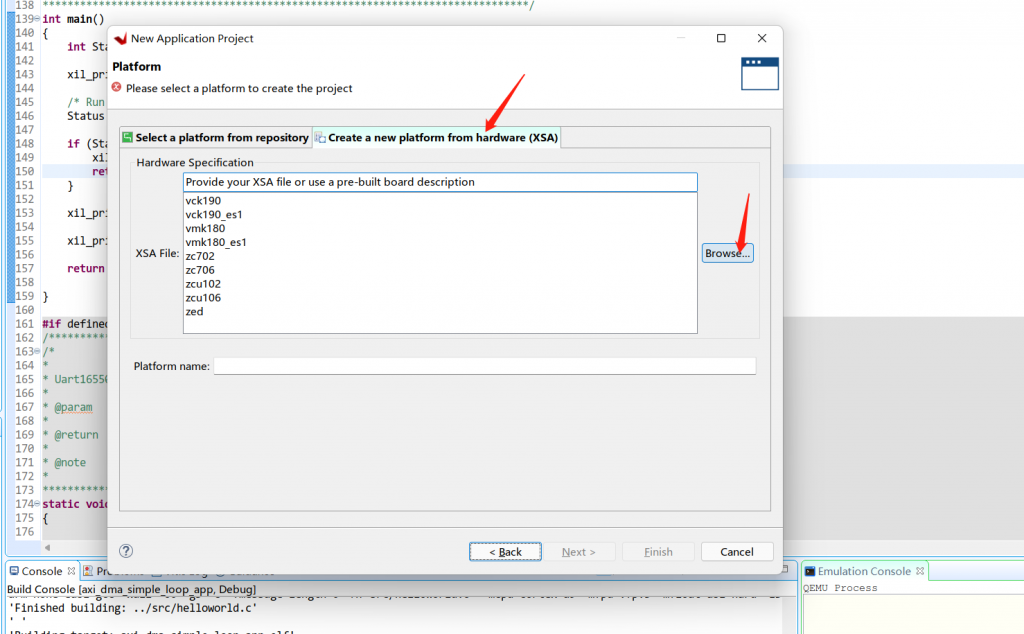 138 ******************************************************************************/
139 int main()
140 {
141 int Sta
142
143 xil_pri
144
145 /* Run
146 Status
147
148 if (Sta
149 xil
150 ret
151 }
152
153 xil_pri
154
155 xil_pri
156
157 return
158
159 }
160
161 #if defined
162
163 /*
164 *
165 * Uart1655
166 *
167 * @param
168 *
169 * @return
170 *
171 * @note
172 *
173
174 static void
175 {
176
New Application Project
Platform
Please select a platform to create the project
Select a platform from repository
Create a new platform from hardware (XSA)
Hardware Specification
Provide your XSA file or use a pre-built board description
XSA File:
vck190
vck190_es1
vmk180
vmk180_es1
zc702
zc706
zcu102
zcu106
zed
Browse...
Platform name:
?
< Back
Next >
Finish
Cancel
Console
Build Console [axi_dma_simple_loop_app, Debug]
'Finished building: ../src/helloworld.c'
' '
Emulation Console
QEMU Process